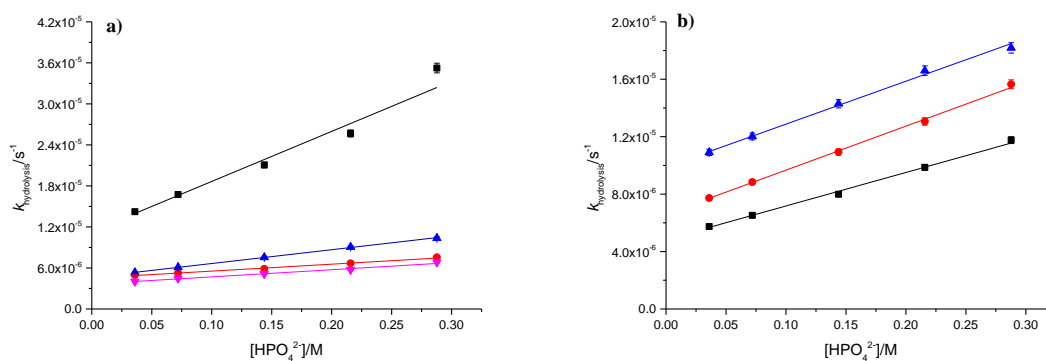 a)
4.2x10⁻⁵
3.6x10⁻⁵
3.0x10⁻⁵
2.4x10⁻⁵
1.8x10⁻⁵
1.2x10⁻⁵
6.0x10⁻⁶
0.0
k hydrolysis/s⁻¹
0.00 0.05 0.10 0.15 0.20 0.25 0.30
[HPO₄²⁻]/M
b)
2.0x10⁻⁵
1.6x10⁻⁵
1.2x10⁻⁵
8.0x10⁻⁶
4.0x10⁻⁶
0.0
k hydrolysis/s⁻¹
0.00 0.05 0.10 0.15 0.20 0.25 0.30
[HPO₄²⁻]/M